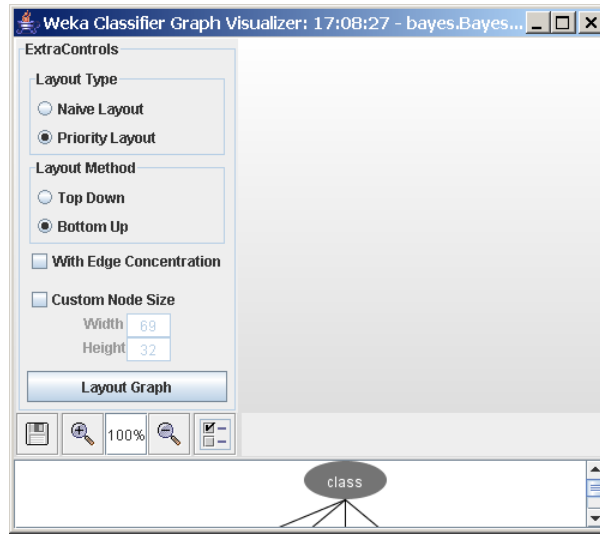 Weka Classifier Graph Visualizer: 17:08:27 - bayes.Bayes...
ExtraControls
Layout Type
Naive Layout
Priority Layout
Layout Method
Top Down
Bottom Up
With Edge Concentration
Custom Node Size
Width 69
Height 32
Layout Graph
100%
class